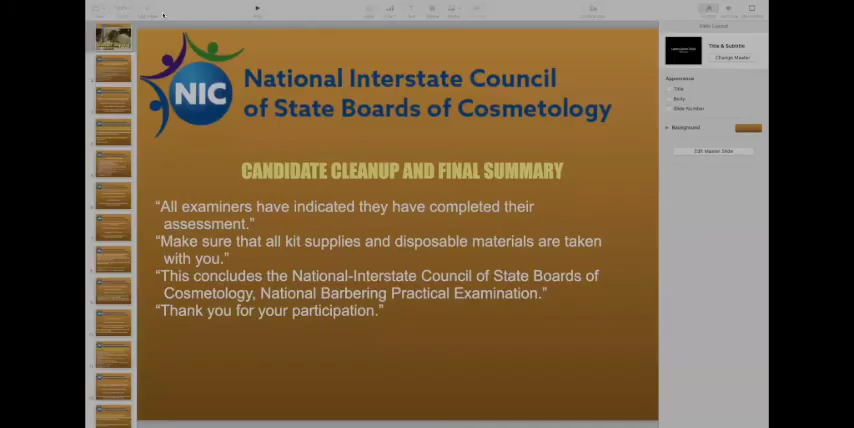 NIC
National Interstate Council
of State Boards of Cosmetology
CANDIDATE CLEANUP AND FINAL SUMMARY
“All examiners have indicated they have completed their
assessment.”
“Make sure that all kit supplies and disposable materials are taken
with you.”
“This concludes the National-Interstate Council of State Boards of
Cosmetology, National Barbering Practical Examination.”
“Thank you for your participation.”
Slide Layout
Title & Subtitle
Change Master
Appearance
Title
Body
Slide Number
Background
Edit Master Slide